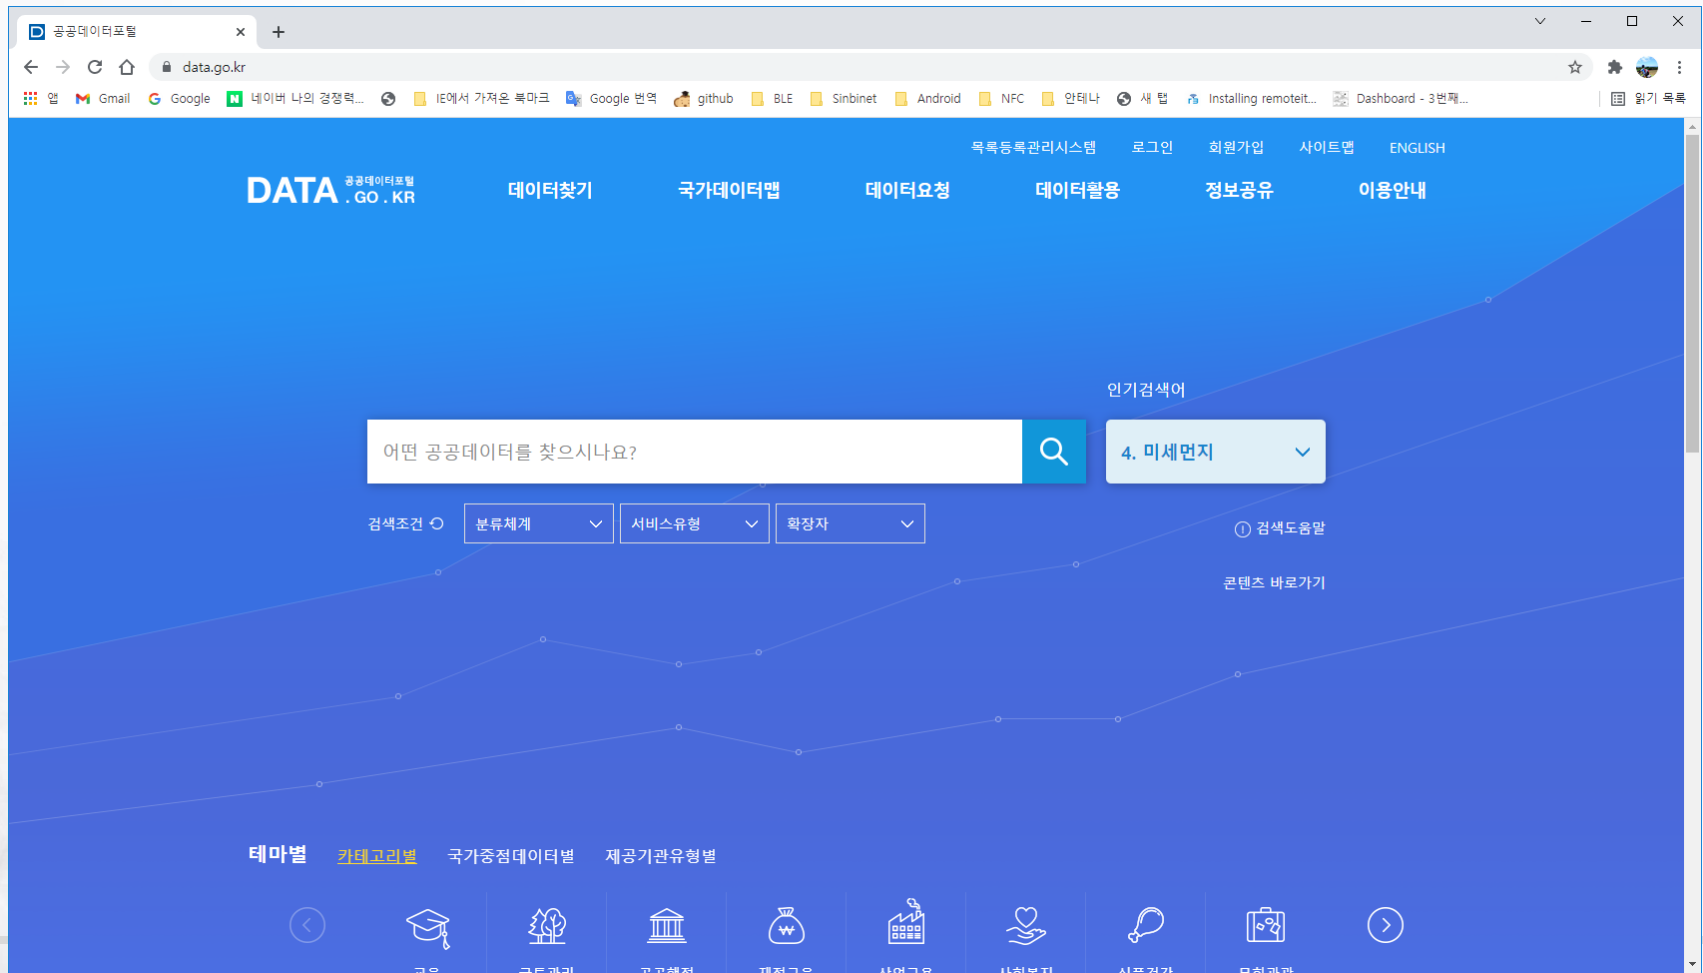 공공데이터포털
data.go.kr
앱 Gmail Google 네이버 나의 경쟁력... IE에서 가져온 북마크 Google 번역 github BLE Sinbinet Android NFC 안테나 새 탭 Installing remoteit... Dashboard - 3번째... 읽기 목록
목록등록관리시스템 로그인 회원가입 사이트맵 ENGLISH
DATA 공공데이터포털 . GO . KR 데이터찾기 국가데이터맵 데이터요청 데이터활용 정보공유 이용안내
인기검색어
어떤 공공데이터를 찾으시나요? 4. 미세먼지
검색조건 분류체계 서비스유형 확장자 검색도움말
콘텐츠 바로가기
테마별 카테고리별 국가중점데이터별 제공기관유형별